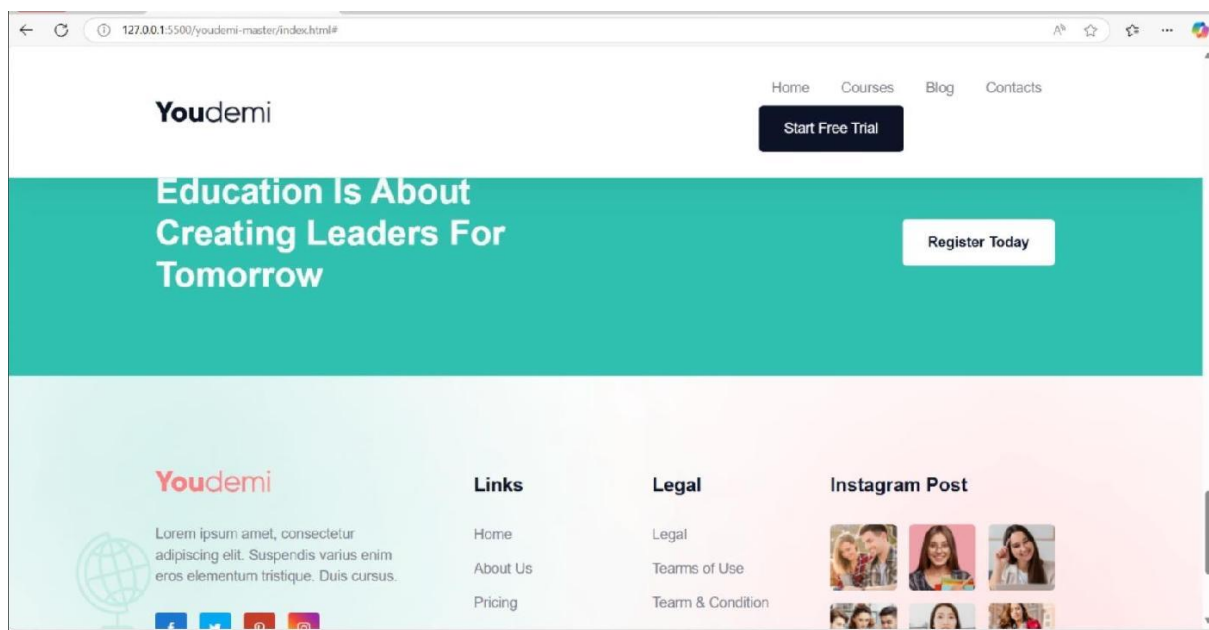 127.0.0.1:5500/youdemi-master/index.html#
Youdemi
Home Courses Blog Contacts
Start Free Trial
Education Is About
Creating Leaders For
Tomorrow
Register Today
Youdemi
Lorem ipsum amet, consectetur
adipiscing elit. Suspendis varius enim
eros elementum tristique. Duis cursus.
Links
Home
About Us
Pricing
Legal
Legal
Tearms of Use
Tearm & Condition
Instagram Post